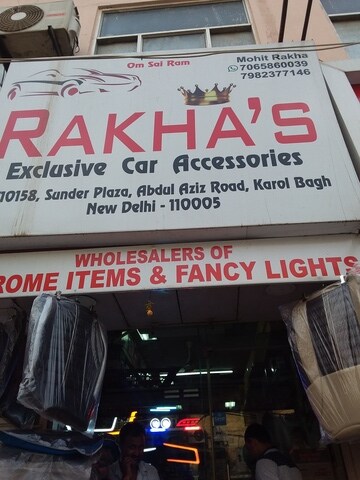 Om Sai Ram
Mohit Rakha
7065860039
7982377146
RAKHA'S
Exclusive Car Accessories
10158, Sunder Plaza, Abdul Aziz Road, Karol Bagh
New Delhi - 110005
WHOLESALERS OF
ROME ITEMS & FANCY LIGHTS